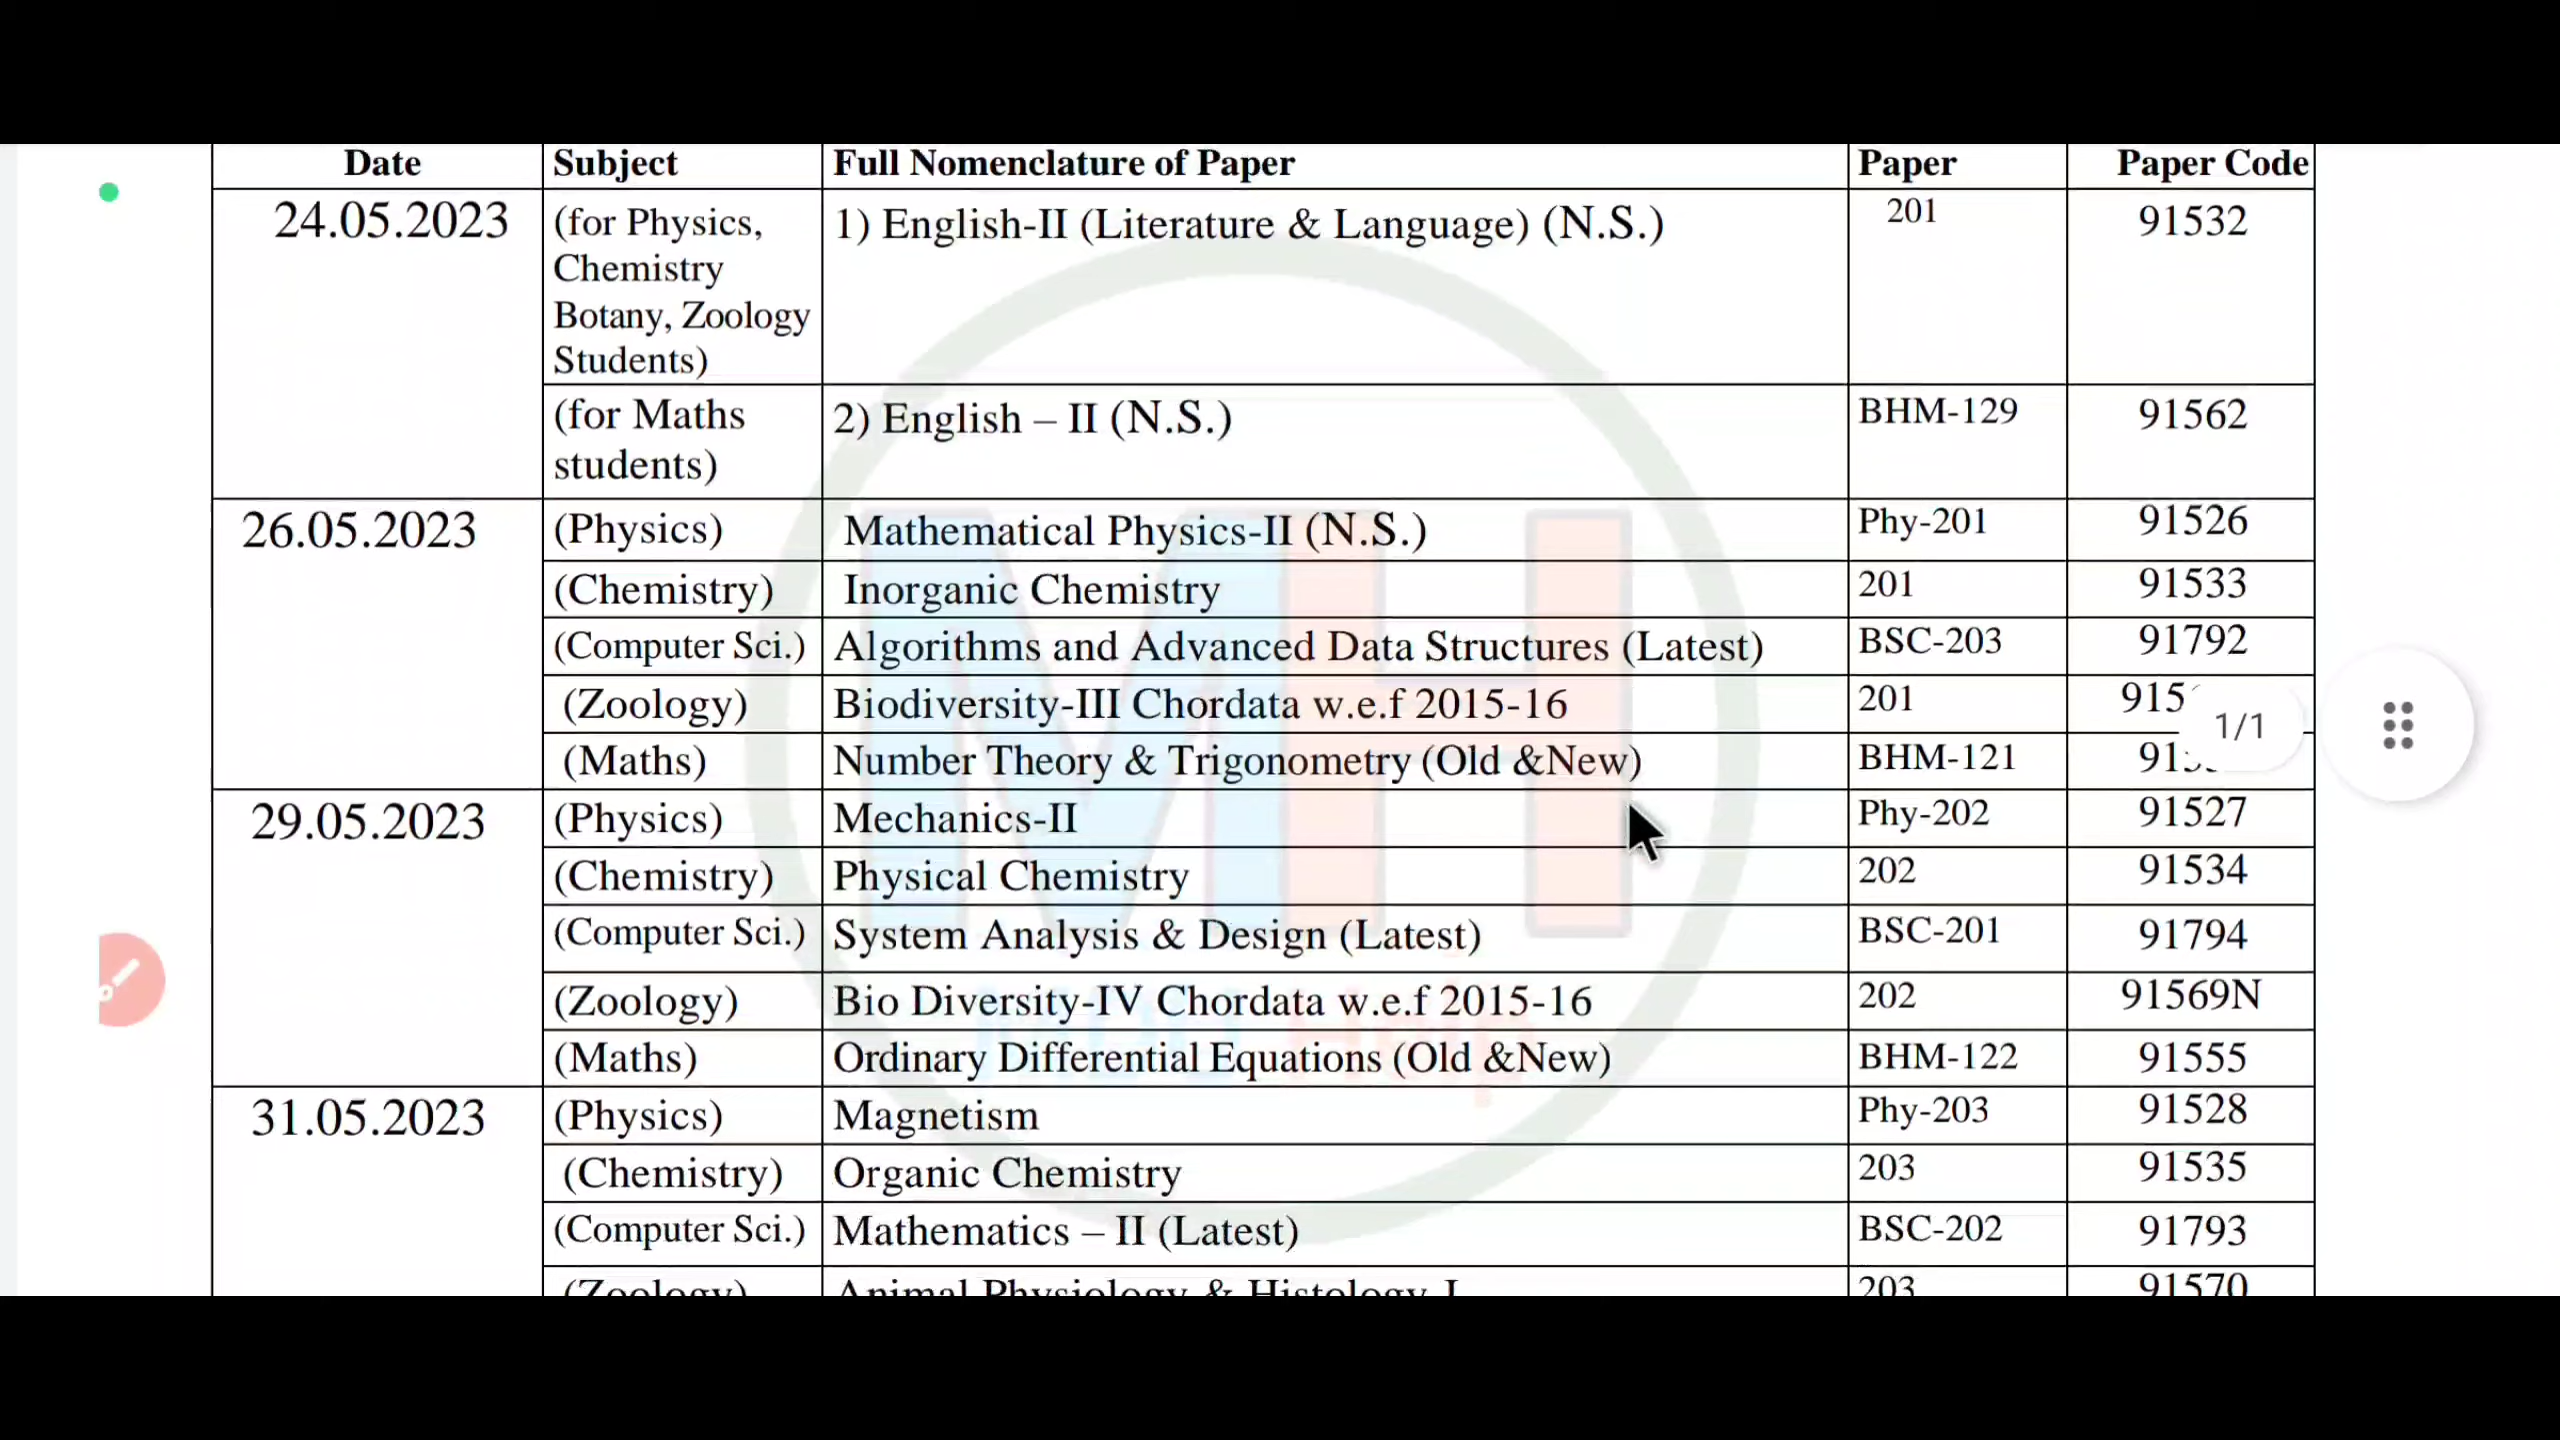 Date Subject Full Nomenclature of Paper Paper Paper Code
24.05.2023 (for Physics, 1) English-II (Literature & Language) (N.S.) 201 91532
Chemistry
Botany, Zoology
Students)
(for Maths 2) English – II (N.S.) BHM-129 91562
students)
26.05.2023 (Physics) Mathematical Physics-II (N.S.) Phy-201 91526
(Chemistry) Inorganic Chemistry 201 91533
(Computer Sci.) Algorithms and Advanced Data Structures (Latest) BSC-203 91792
(Zoology) Biodiversity-III Chordata w.e.f 2015-16 201
1/1
(Maths) Number Theory & Trigonometry (Old &New) BHM-121
29.05.2023 (Physics) Mechanics-II Phy-202 91527
(Chemistry) Physical Chemistry 202 91534
(Computer Sci.) System Analysis & Design (Latest) BSC-201 91794
(Zoology) Bio Diversity-IV Chordata w.e.f 2015-16 202 91569N
(Maths) Ordinary Differential Equations (Old &New) BHM-122 91555
31.05.2023 (Physics) Magnetism Phy-203 91528
(Chemistry) Organic Chemistry 203 91535
(Computer Sci.) Mathematics – II (Latest) BSC-202 91793
(Zoology) Animal Physiology & Histology-I 203 91570
MH